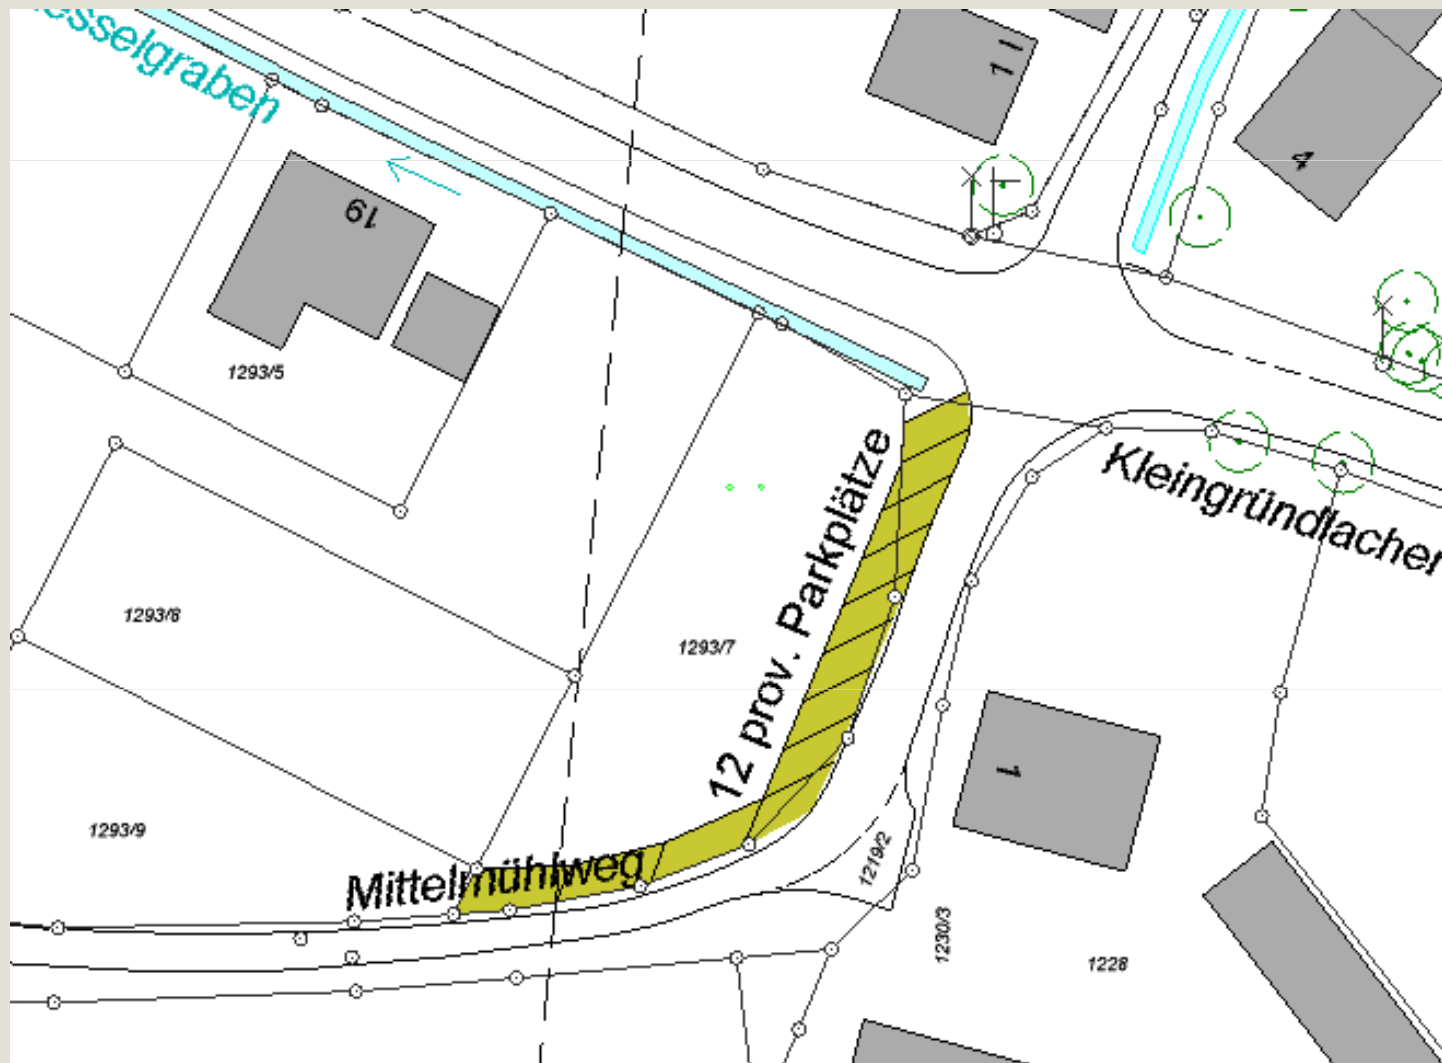 esselgraben
11
4
19
1293/5
Kleingründlacher
12 prov. Parkplätze
1293/8
1293/7
1
1293/9
1219/2
Mittelmühlweg
1230/3
1228